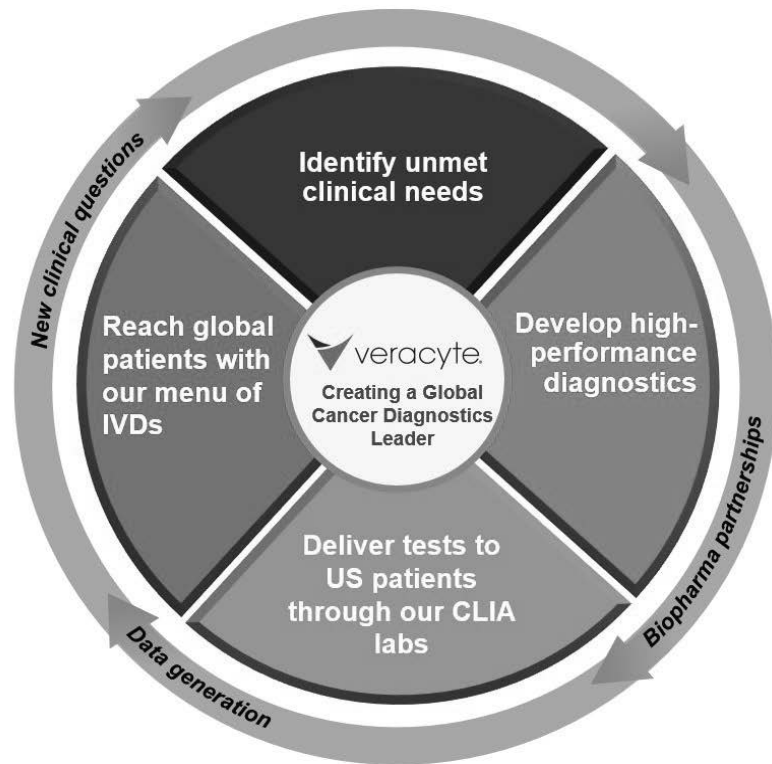 Identify unmet
clinical needs
Develop high-
performance
diagnostics
Deliver tests to
US patients
through our CLIA
labs
Reach global
patients with
our menu of
IVDs
veracyte.
Creating a Global
Cancer Diagnostics
Leader
New clinical questions
Biopharma partnerships
Data generation